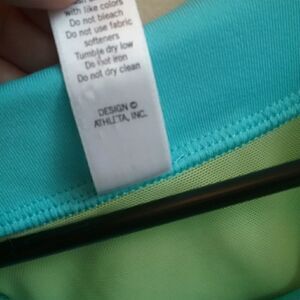 with like colors
Do not bleach
Do not use fabric
softeners
Tumble dry low
Do not iron
Do not dry clean
DESIGN ©
ATHLETA, INC.